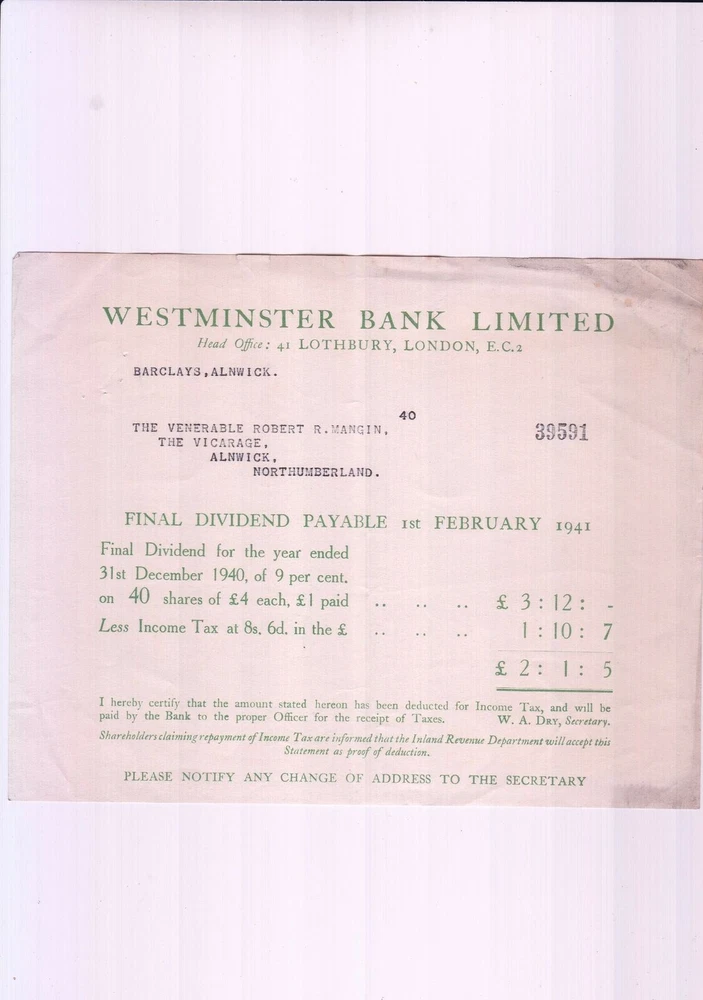 WESTMINSTER BANK LIMITED
Head Office: 41 LOTHBURY, LONDON, E.C.2
BARCLAYS, ALNWICK.
40
THE VENERABLE ROBERT R. MANGIN,
39591
THE VICARAGE,
ALNWICK,
NORTHUMBERLAND.
FINAL DIVIDEND PAYABLE 1st FEBRUARY 1941
Final Dividend for the year ended
31st December 1940, of 9 per cent.
on 40 shares of £4 each, £1 paid .. .. .. £ 3 : 12 : -
Less Income Tax at 8s. 6d. in the £ .. .. .. 1 : 10 : 7
£ 2 : 1 : 5
I hereby certify that the amount stated hereon has been deducted for Income Tax, and will be
paid by the Bank to the proper Officer for the receipt of Taxes. W. A. DRY, Secretary.
Shareholders claiming repayment of Income Tax are informed that the Inland Revenue Department will accept this
Statement as proof of deduction.
PLEASE NOTIFY ANY CHANGE OF ADDRESS TO THE SECRETARY